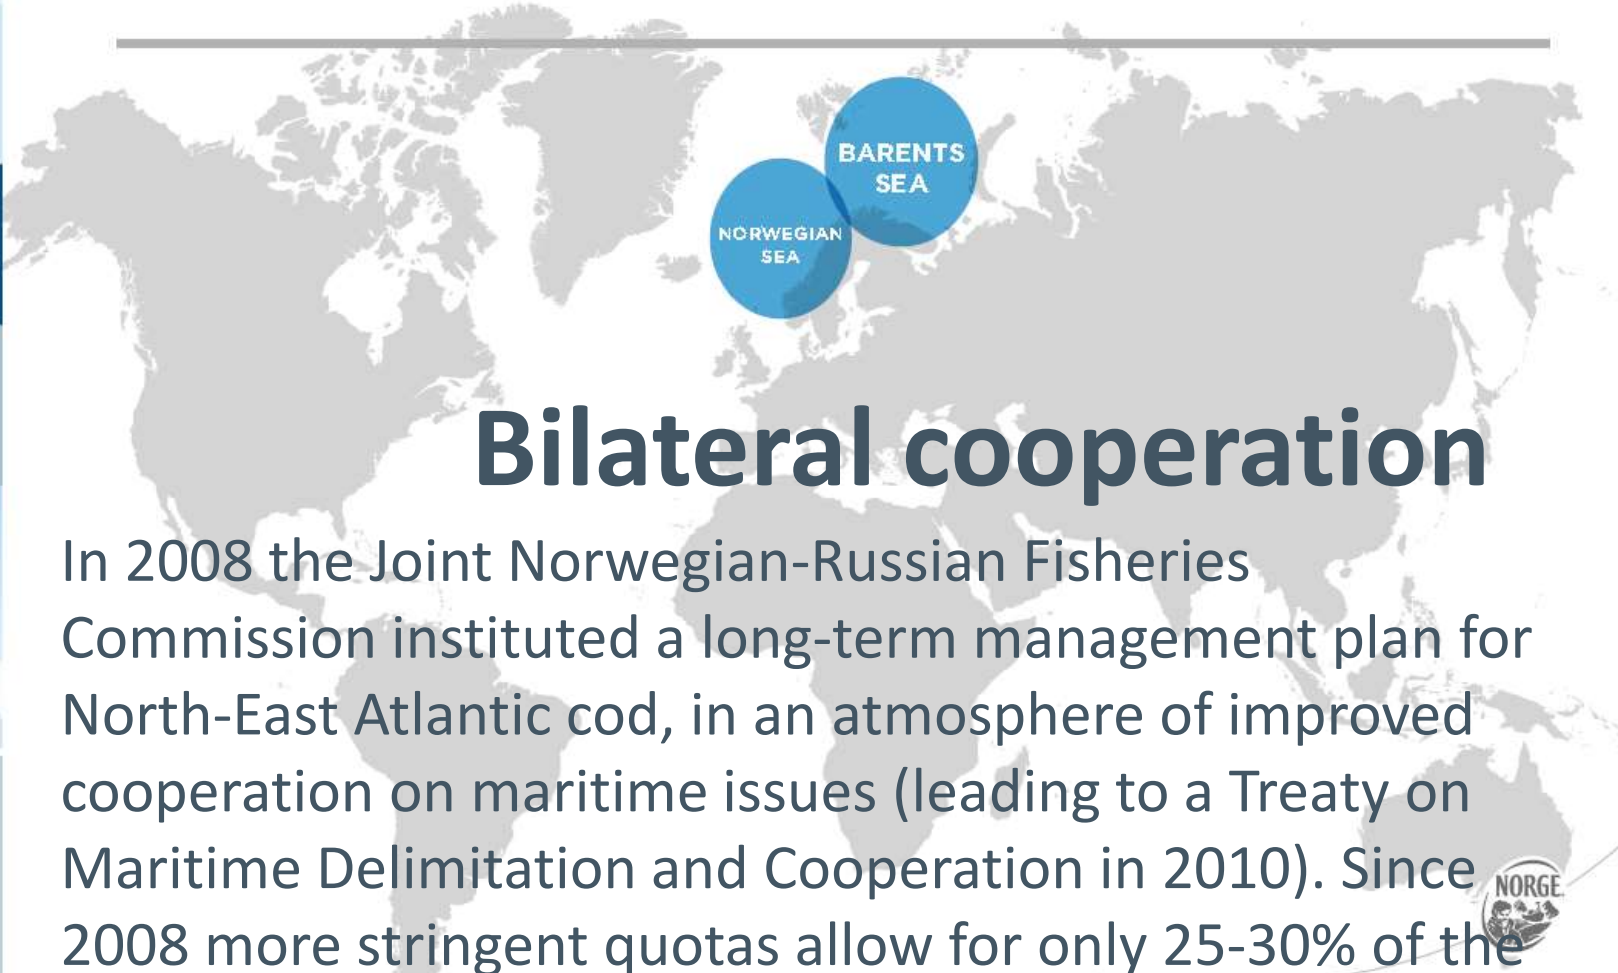 BARENTS
SEA
NORWEGIAN
SEA
Bilateral cooperation
In 2008 the Joint Norwegian-Russian Fisheries
Commission instituted a long-term management plan for
North-East Atlantic cod, in an atmosphere of improved
cooperation on maritime issues (leading to a Treaty on
Maritime Delimitation and Cooperation in 2010). Since
NORGE
2008 more stringent quotas allow for only 25-30% of the